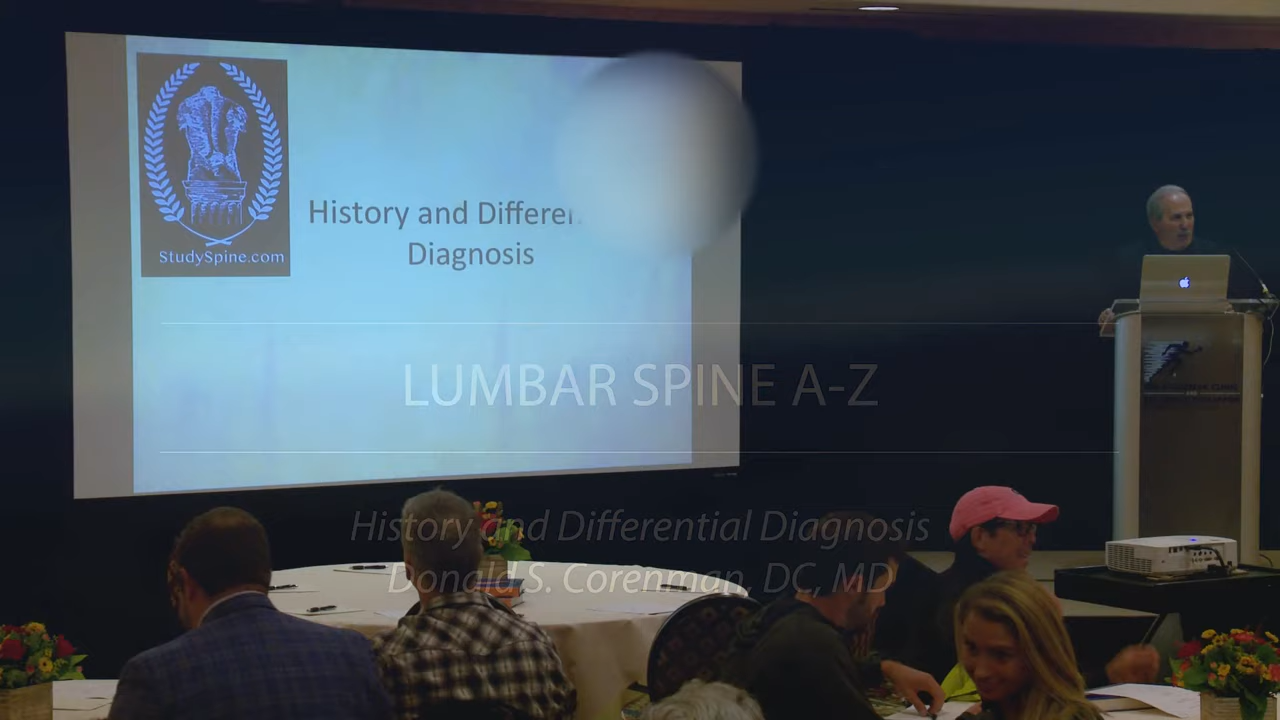 History and Differen
Diagnosis
StudySpine.com
LUMBAR SPINE A-Z
History and Differential Diagnosis
Donald S. Corenman, DC, MD